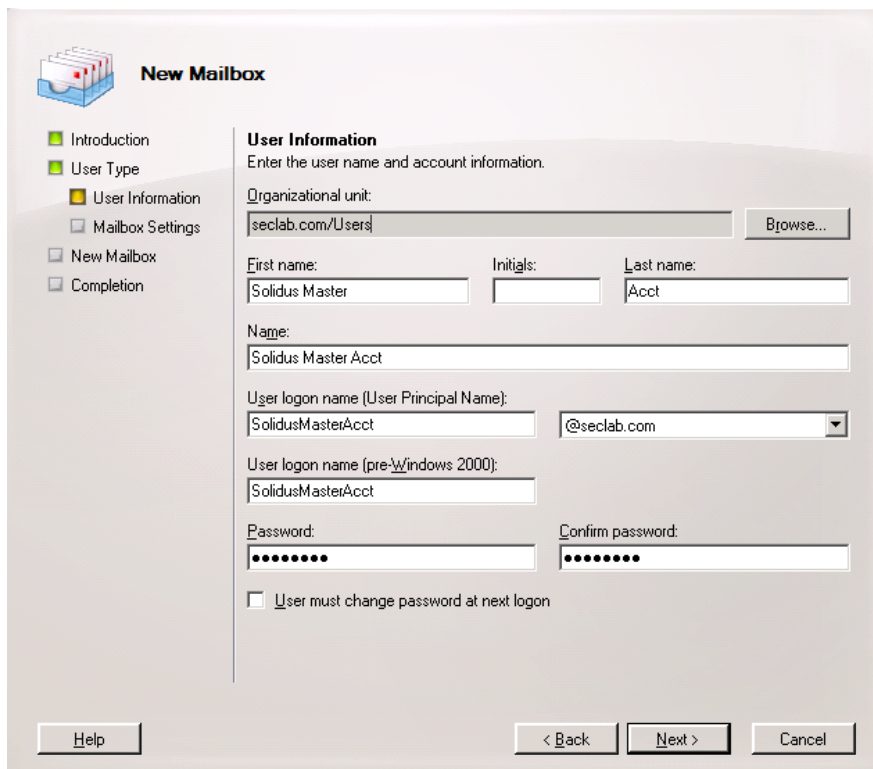 New Mailbox
Introduction
User Type
User Information
Mailbox Settings
New Mailbox
Completion
User Information
Enter the user name and account information.
Organizational unit:
seclab.com/Users
Browse...
First name: Initials: Last name:
Solidus Master Acct
Name:
Solidus Master Acct
User logon name (User Principal Name):
SolidusMasterAcct @seclab.com
User logon name (pre-Windows 2000):
SolidusMasterAcct
Password: Confirm password:
●●●●●●●● ●●●●●●●●
User must change password at next logon
Help < Back Next > Cancel